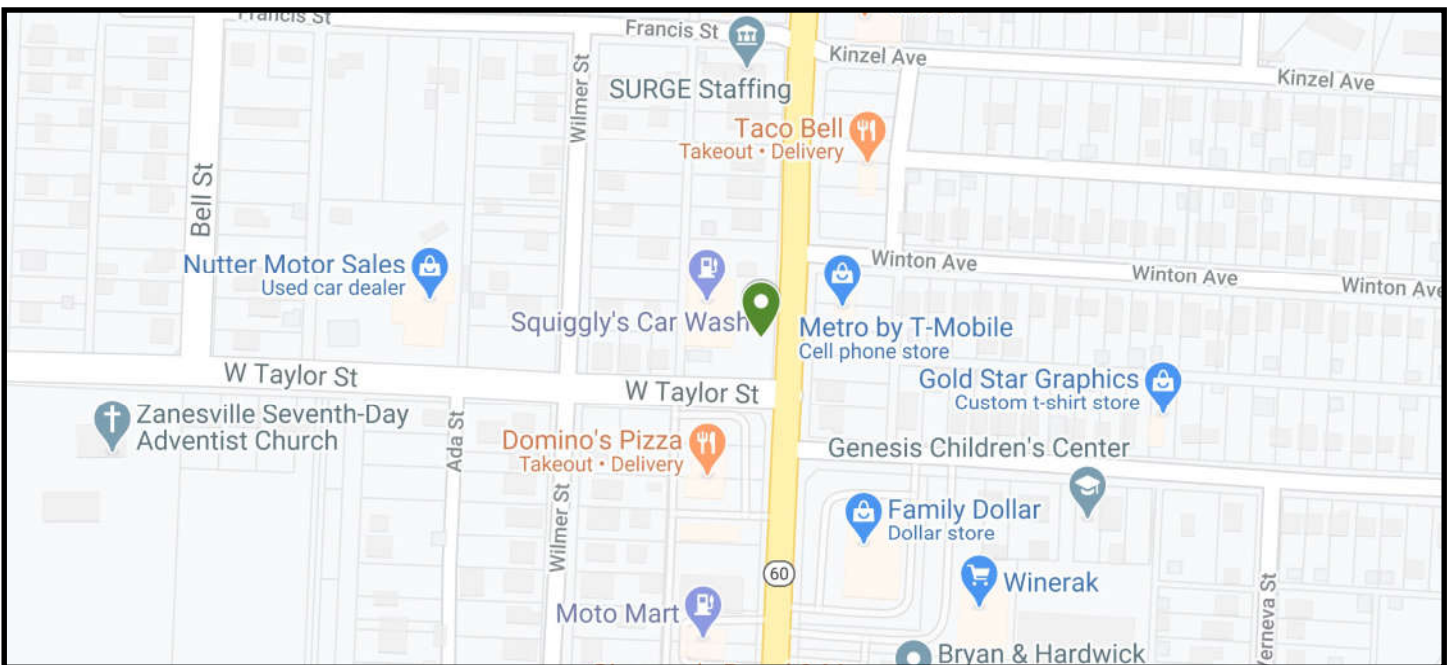 Francis St
Francis St
Kinzel Ave
Kinzel Ave
Wilmer St
SURGE Staffing
Taco Bell
Takeout • Delivery
Bell St
Nutter Motor Sales
Used car dealer
Winton Ave
Winton Ave
Winton Ave
Squiggly's Car Wash
Metro by T-Mobile
Cell phone store
W Taylor St
W Taylor St
Gold Star Graphics
Custom t-shirt store
Zanesville Seventh-Day
Adventist Church
Ada St
Domino's Pizza
Takeout • Delivery
Genesis Children's Center
Wilmer St
Family Dollar
Dollar store
60
Winerak
Moto Mart
Verneva St
Bryan & Hardwick